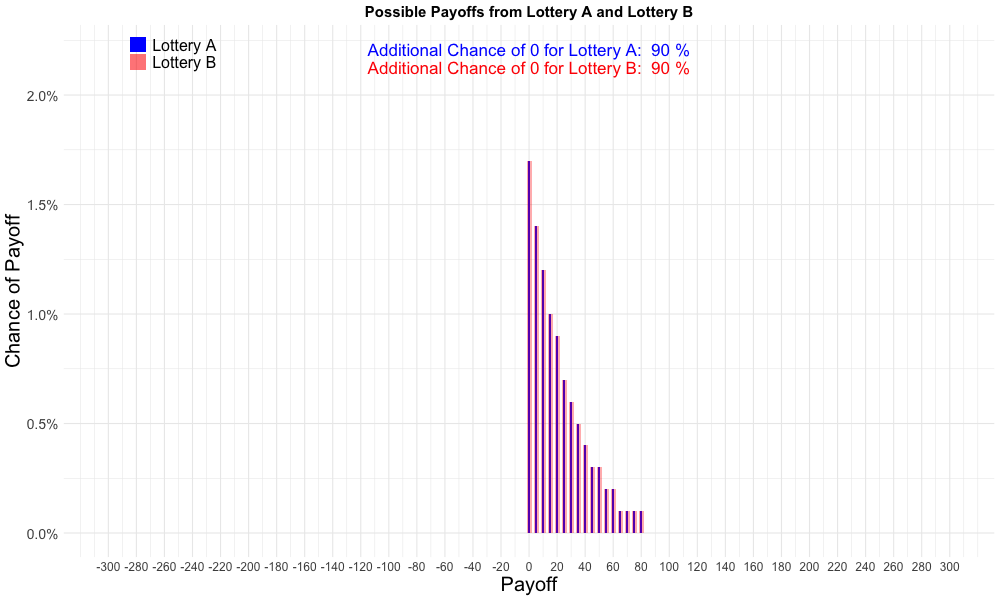 Possible Payoffs from Lottery A and Lottery B
Lottery A
Lottery B
Additional Chance of 0 for Lottery A:  90 %
Additional Chance of 0 for Lottery B:  90 %
Chance of Payoff
2.0%
1.5%
1.0%
0.5%
0.0%
-300 -280 -260 -240 -220 -200 -180 -160 -140 -120 -100 -80 -60 -40 -20 0 20 40 60 80 100 120 140 160 180 200 220 240 260 280 300
Payoff